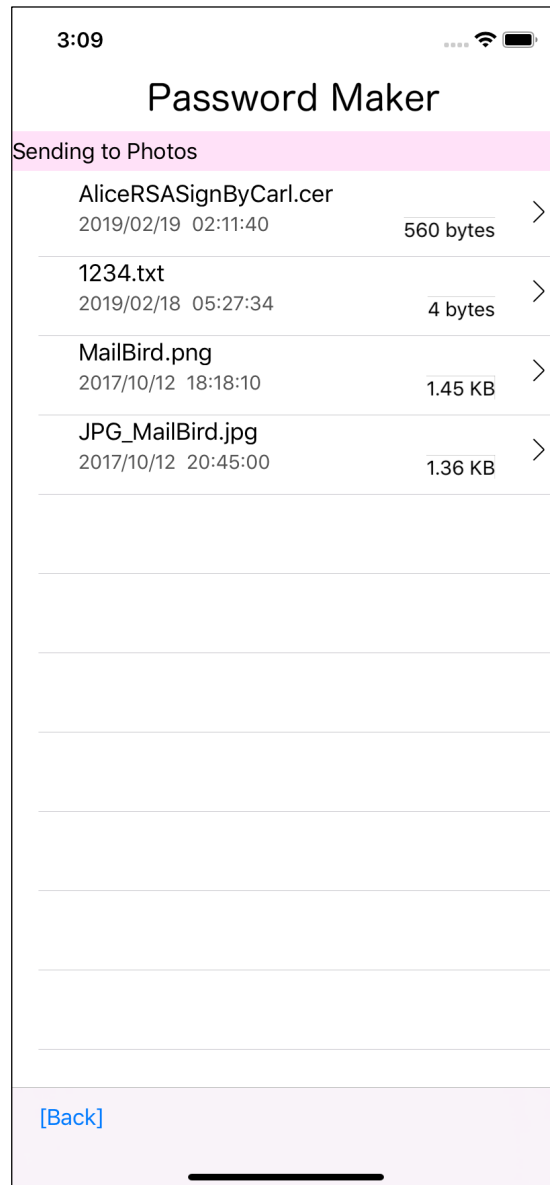 3:09
Password Maker
Sending to Photos
AliceRSASignByCarl.cer
2019/02/19 02:11:40
560 bytes
1234.txt
2019/02/18 05:27:34
4 bytes
MailBird.png
2017/10/12 18:18:10
1.45 KB
JPG_MailBird.jpg
2017/10/12 20:45:00
1.36 KB
[Back]